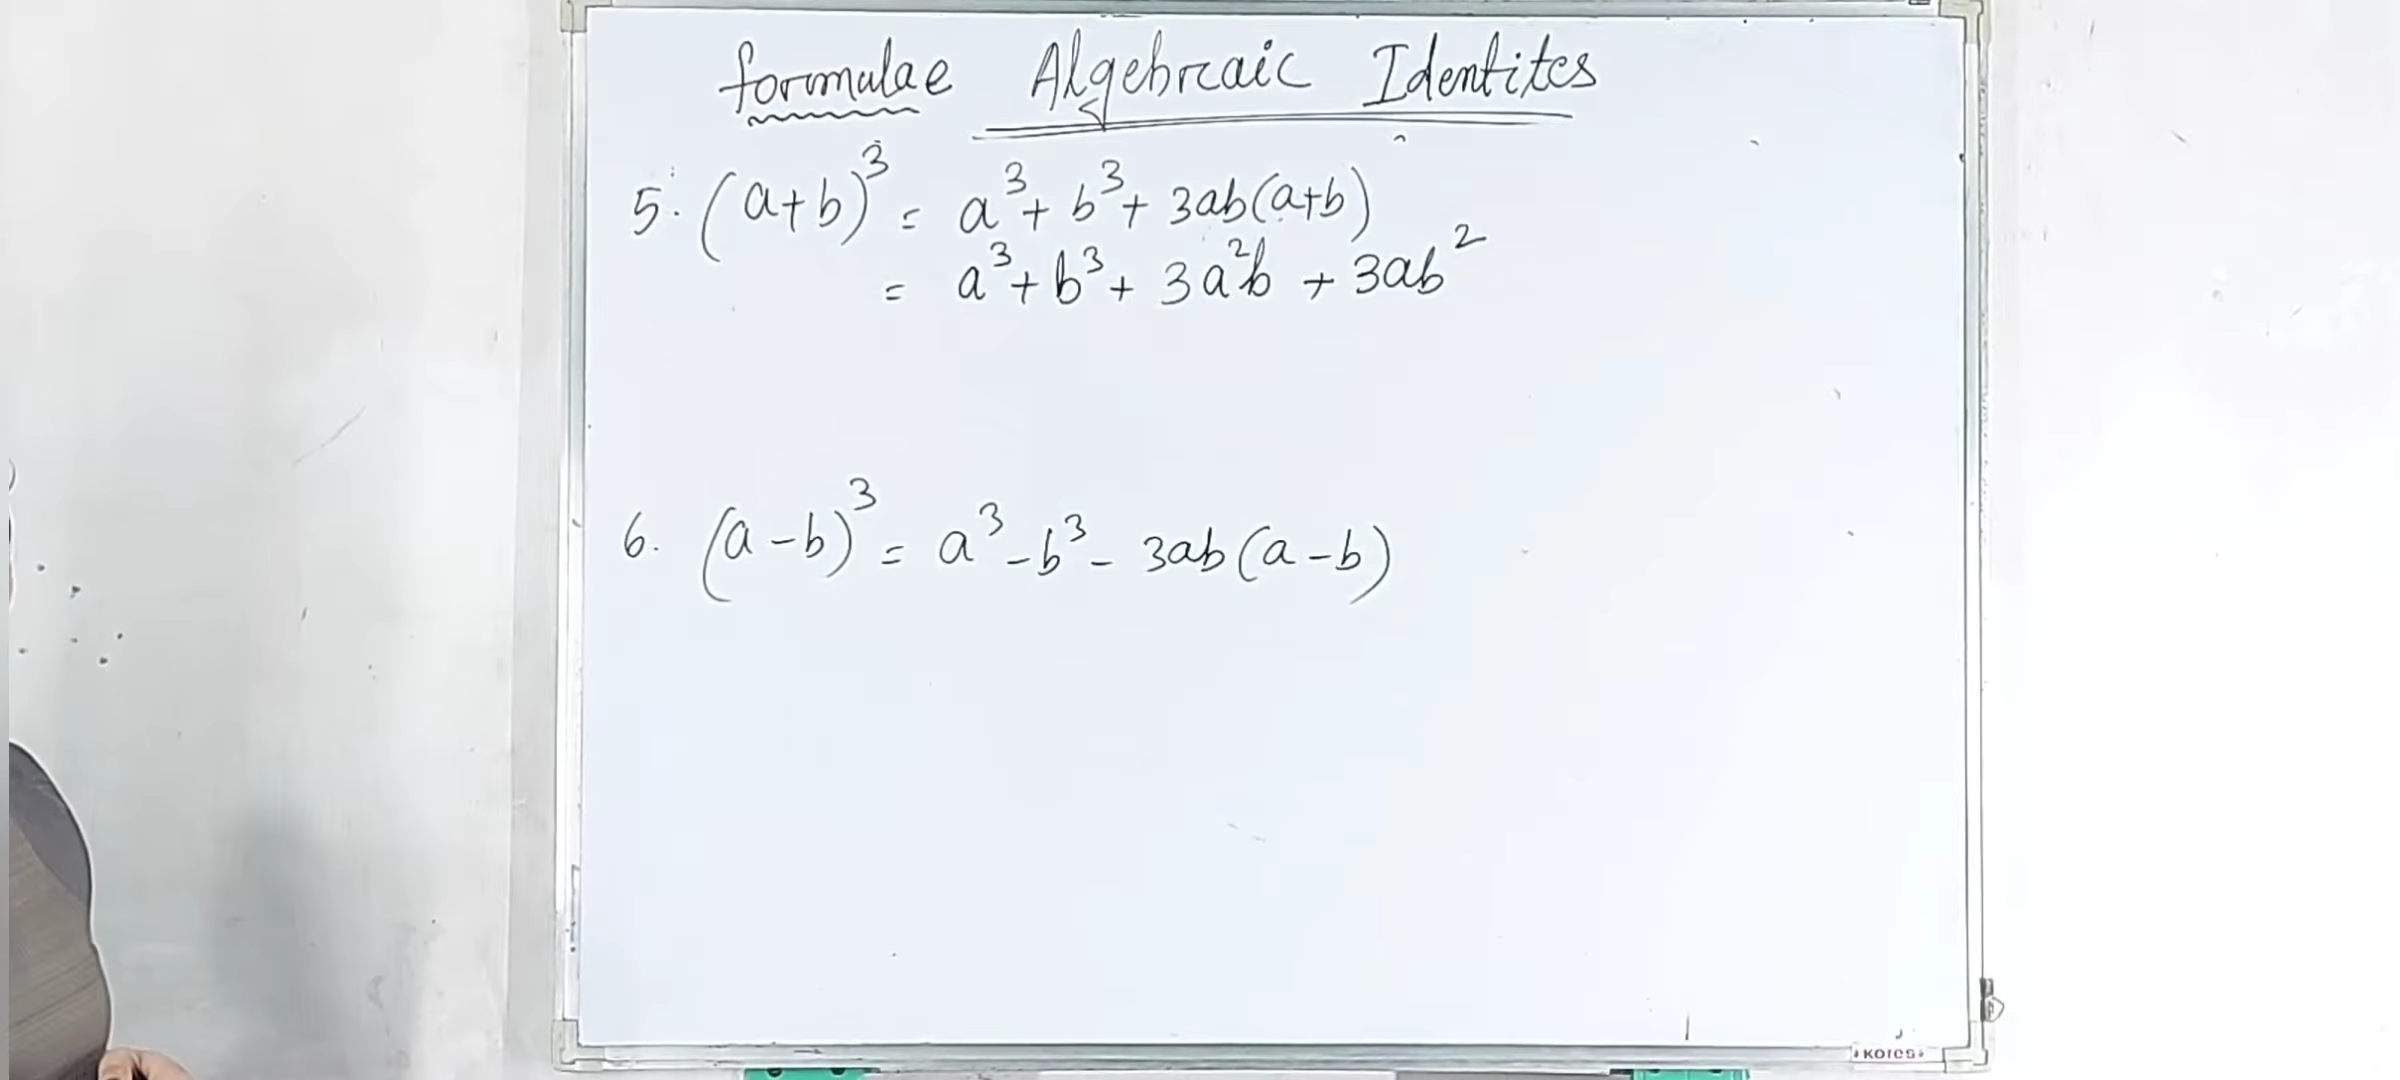 formulae Algebraic Identites
5. (a+b)³ = a³ + b³ + 3ab(a+b)
= a³ + b³ + 3a²b + 3ab²
6. (a-b)³ = a³ - b³ - 3ab(a-b)
Kores